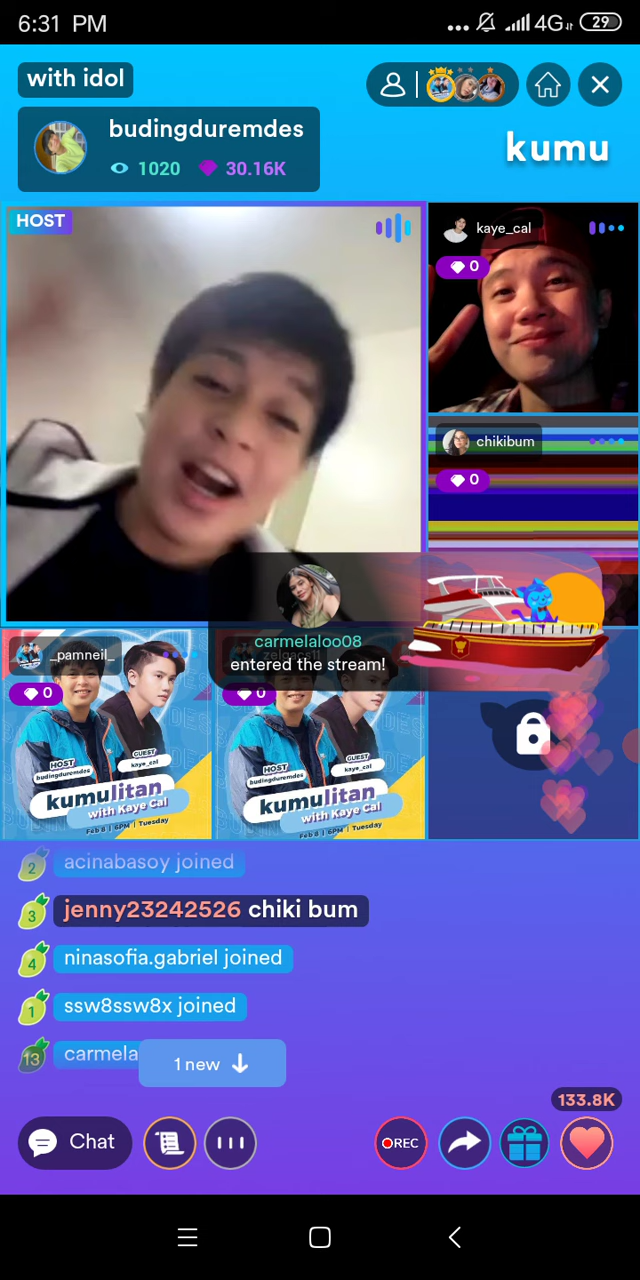 6:31 PM
4G
29
with idol
budingduremdes
1020
30.16K
kumu
HOST
kaye_cal
0
chikibum
0
carmelaloo08
entered the stream!
_pamneil_
0
zelgacs11
0
HOST
budingduremdes
GUEST
kaye_cal
kumulitan
with Kaye Cal
Feb 8 | 6PM | Tuesday
HOST
budingduremdes
GUEST
kaye_cal
kumulitan
with Kaye Cal
Feb 8 | 6PM | Tuesday
2 acinabasoy joined
3 jenny23242526 chiki bum
4 ninasofia.gabriel joined
1 ssw8ssw8x joined
13 carmela
1 new
133.8K
Chat
REC